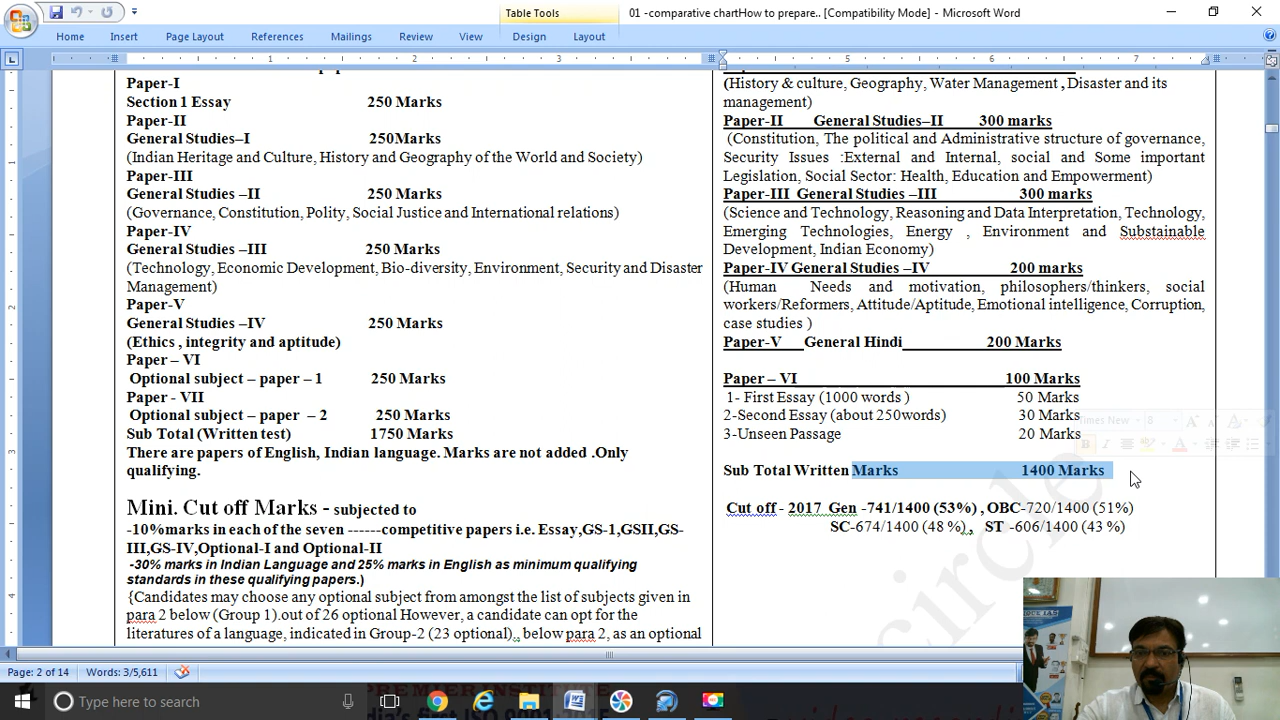 Table Tools
01 -comparative chartHow to prepare.. [Compatibility Mode] - Microsoft Word
Home Insert Page Layout References Mailings Review View Design Layout
1 2 3 5 6 7
Paper-I
Section 1 Essay 250 Marks
Paper-II
General Studies–I 250Marks
(Indian Heritage and Culture, History and Geography of the World and Society)
Paper-III
General Studies –II 250 Marks
(Governance, Constitution, Polity, Social Justice and International relations)
Paper-IV
General Studies –III 250 Marks
(Technology, Economic Development, Bio-diversity, Environment, Security and Disaster
Management)
Paper-V
General Studies –IV 250 Marks
(Ethics , integrity and aptitude)
Paper – VI
Optional subject – paper – 1 250 Marks
Paper - VII
Optional subject – paper – 2 250 Marks
Sub Total (Written test) 1750 Marks
There are papers of English, Indian language. Marks are not added .Only
qualifying.
Mini. Cut off Marks - subjected to
-10%marks in each of the seven ------competitive papers i.e. Essay,GS-1,GSII,GS-
III,GS-IV,Optional-I and Optional-II
-30% marks in Indian Language and 25% marks in English as minimum qualifying
standards in these qualifying papers.)
{Candidates may choose any optional subject from amongst the list of subjects given in
para 2 below (Group 1).out of 26 optional However, a candidate can opt for the
literatures of a language, indicated in Group-2 (23 optional),, below para 2, as an optional
(History & culture, Geography, Water Management , Disaster and its
management)
Paper-II General Studies–II 300 marks
(Constitution, The political and Administrative structure of governance,
Security Issues :External and Internal, social and Some important
Legislation, Social Sector: Health, Education and Empowerment)
Paper-III General Studies –III 300 marks
(Science and Technology, Reasoning and Data Interpretation, Technology,
Emerging Technologies, Energy , Environment and Substainable
Development, Indian Economy)
Paper-IV General Studies –IV 200 marks
(Human Needs and motivation, philosophers/thinkers, social
workers/Reformers, Attitude/Aptitude, Emotional intelligence, Corruption,
case studies )
Paper-V General Hindi 200 Marks
Paper – VI 100 Marks
1- First Essay (1000 words ) 50 Marks
2-Second Essay (about 250words) 30 Marks
3-Unseen Passage 20 Marks
Times New 8
Sub Total Written Marks 1400 Marks
Cut off - 2017 Gen -741/1400 (53%) , OBC-720/1400 (51%)
SC-674/1400 (48 %), , ST -606/1400 (43 %)
circle
Page: 2 of 14 Words: 3/5,611
Type here to search